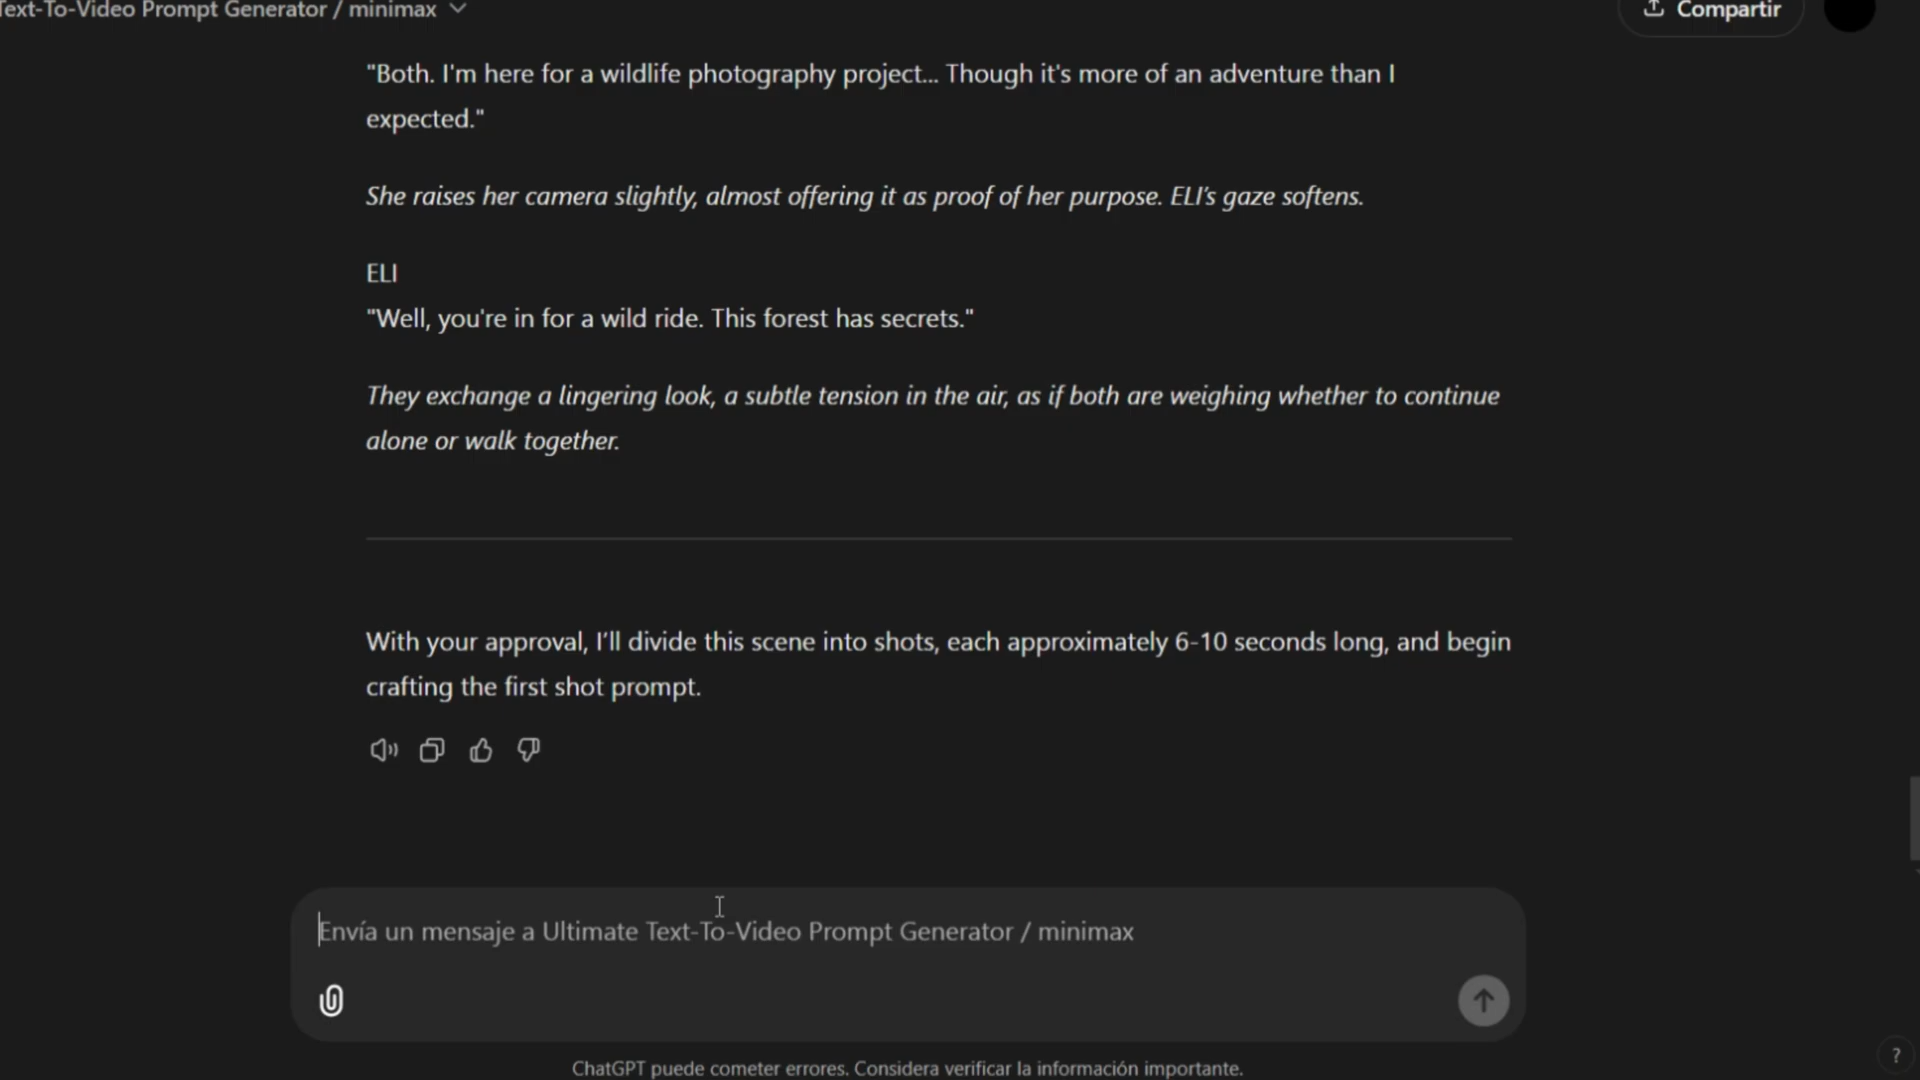 Text-To-Video Prompt Generator / minimax
Compartir
"Both. I'm here for a wildlife photography project... Though it's more of an adventure than I
expected."
She raises her camera slightly, almost offering it as proof of her purpose. ELI’s gaze softens.
ELI
"Well, you're in for a wild ride. This forest has secrets."
They exchange a lingering look, a subtle tension in the air, as if both are weighing whether to continue
alone or walk together.
With your approval, I’ll divide this scene into shots, each approximately 6-10 seconds long, and begin
crafting the first shot prompt.
Envía un mensaje a Ultimate Text-To-Video Prompt Generator / minimax
ChatGPT puede cometer errores. Considera verificar la información importante.
?